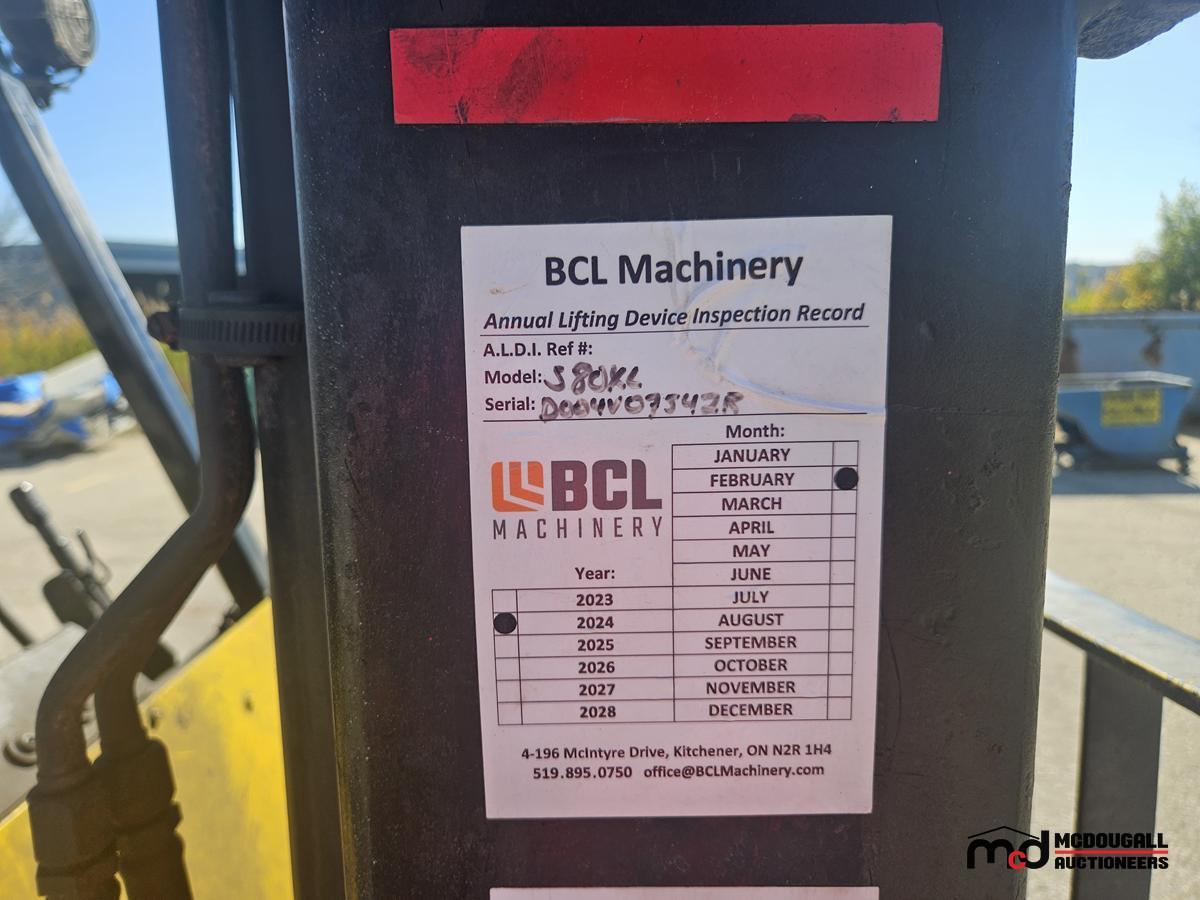 BCL Machinery
Annual Lifting Device Inspection Record
A.L.D.I. Ref #:
Model: S80XL
Serial: D004V07542R
BCL
MACHINERY
Month:
JANUARY
FEBRUARY
MARCH
APRIL
MAY
JUNE
JULY
AUGUST
SEPTEMBER
OCTOBER
NOVEMBER
DECEMBER
Year:
2023
2024
2025
2026
2027
2028
4-196 McIntyre Drive, Kitchener, ON N2R 1H4
519.895.0750 office@BCLMachinery.com
mcd MCDOUGALL
AUCTIONEERS